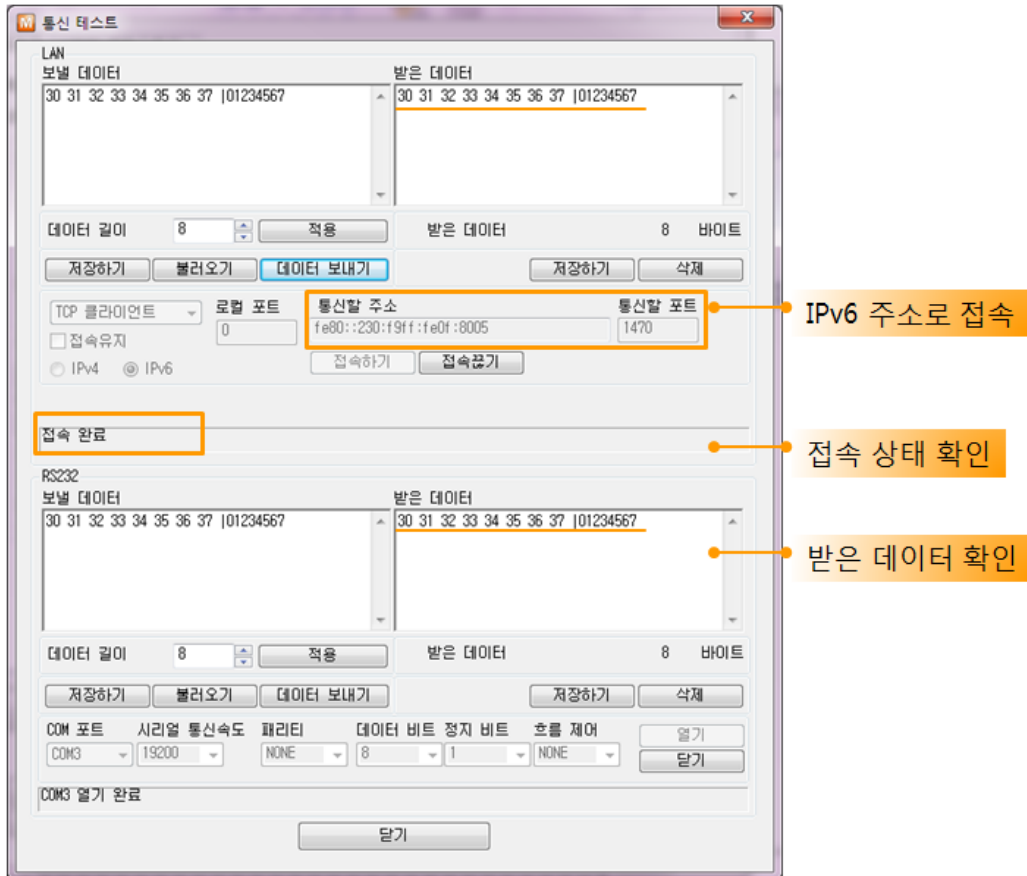 통신 테스트
LAN
보낼 데이터 받은 데이터
30 31 32 33 34 35 36 37 |01234567 30 31 32 33 34 35 36 37 |01234567
데이터 길이 8 적용 받은 데이터 8 바이트
저장하기 불러오기 데이터 보내기 저장하기 삭제
TCP 클라이언트 로컬 포트 통신할 주소 통신할 포트
0 fe80::230:f9ff:fe0f:8005 1470
IPv6 주소로 접속
접속유지
IPv4 IPv6 접속하기 접속끊기
접속 완료
접속 상태 확인
RS232
보낼 데이터 받은 데이터
30 31 32 33 34 35 36 37 |01234567 30 31 32 33 34 35 36 37 |01234567
받은 데이터 확인
데이터 길이 8 적용 받은 데이터 8 바이트
저장하기 불러오기 데이터 보내기 저장하기 삭제
COM 포트 시리얼 통신속도 패리티 데이터 비트 정지 비트 흐름 제어 열기
COM3 19200 NONE 8 1 NONE 닫기
COM3 열기 완료
닫기